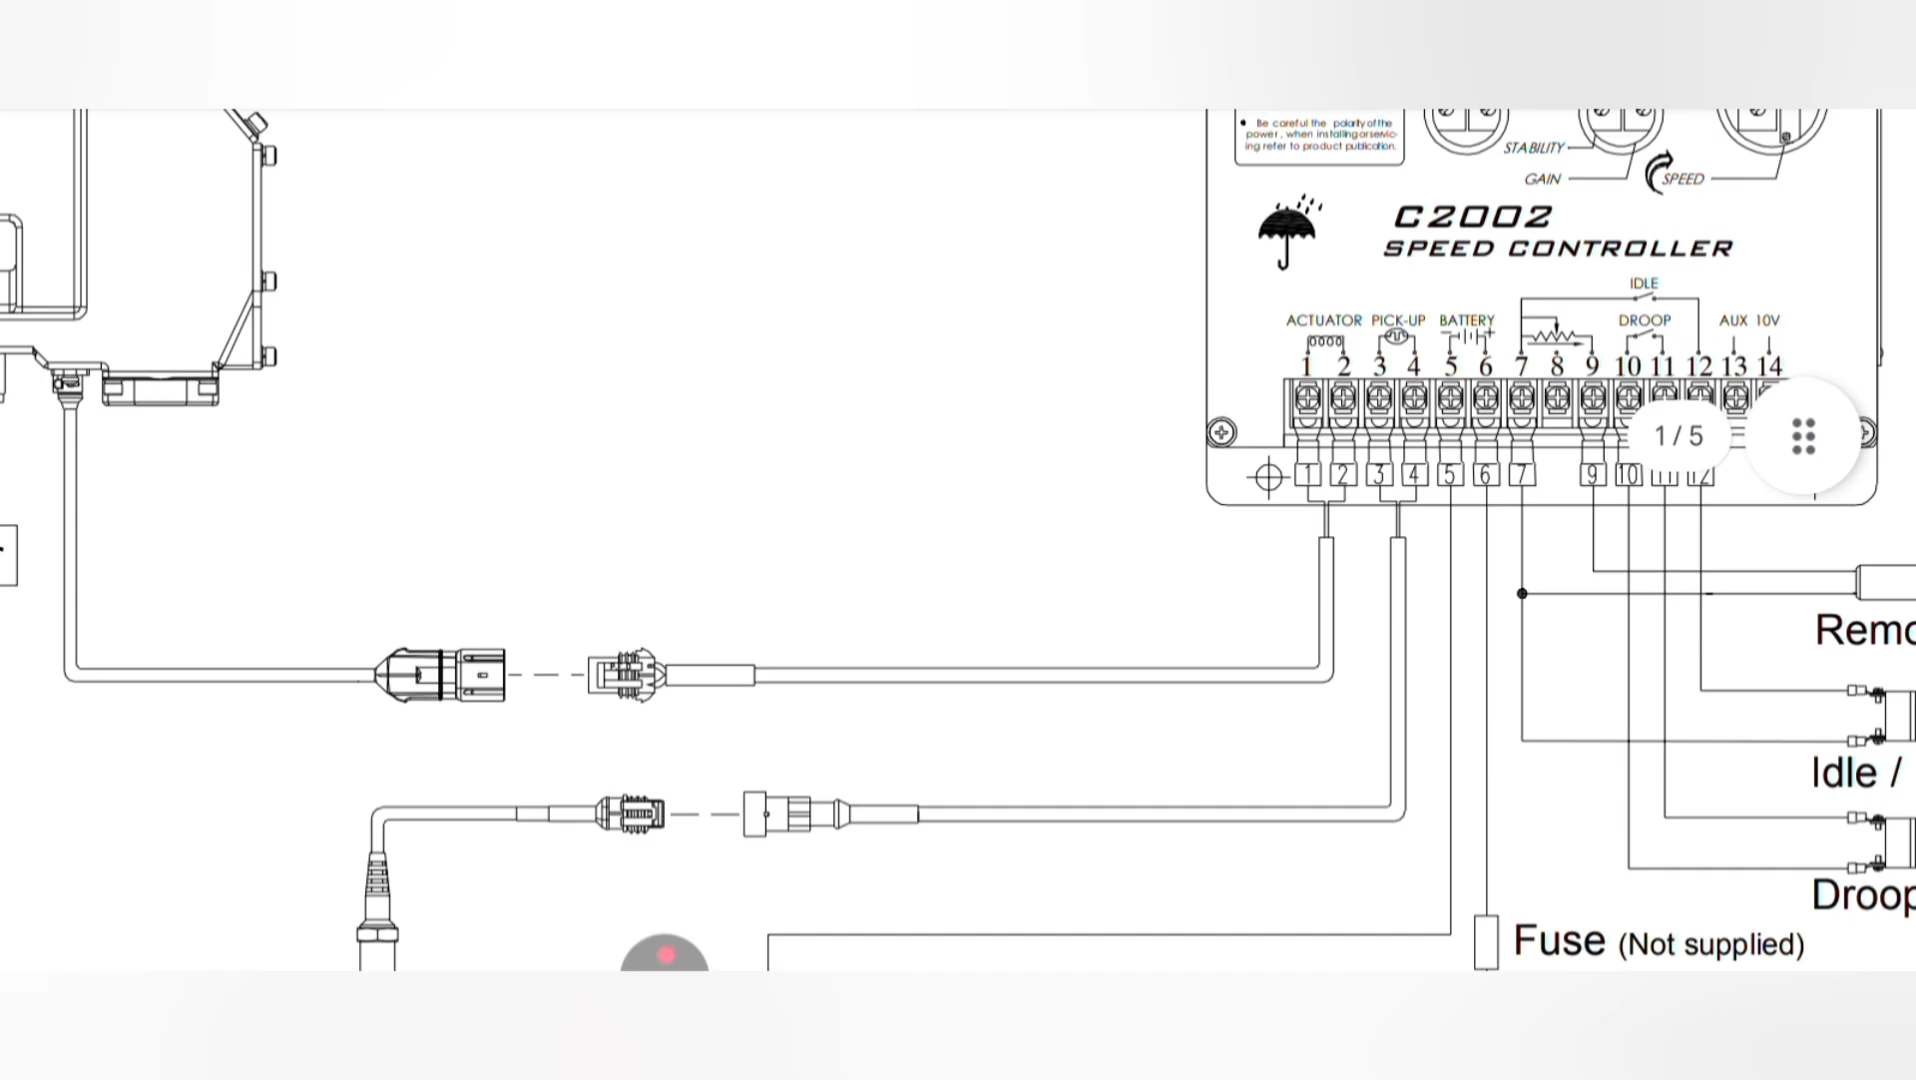 • Be careful the polarity of the
power, when installing or servic-
ing refer to product publication.
STABILITY
GAIN
SPEED
C2002
SPEED CONTROLLER
IDLE
ACTUATOR PICK-UP BATTERY DROOP AUX 10V
- +
1 2 3 4 5 6 7 8 9 10 11 12 13 14
1 / 5
1 2 3 4 5 6 7 9 10 11 12
Remo
Idle /
Droop
Fuse (Not supplied)